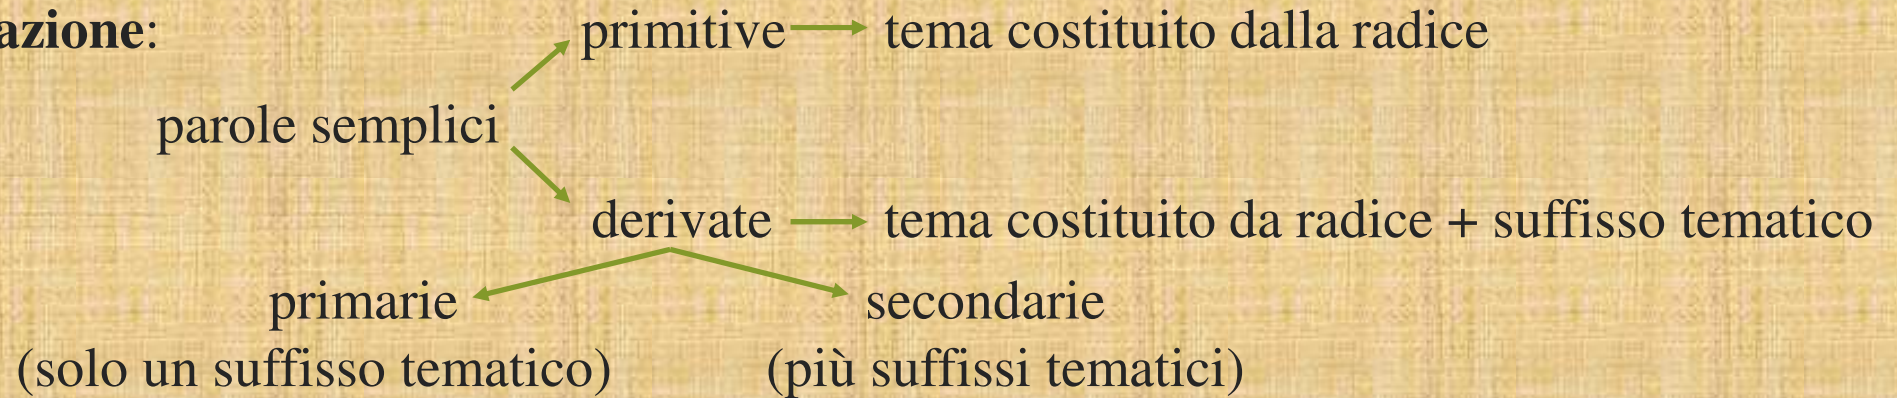 azione: primitive tema costituito dalla radice
parole semplici
derivate tema costituito da radice + suffisso tematico
primarie secondarie
(solo un suffisso tematico) (più suffissi tematici)